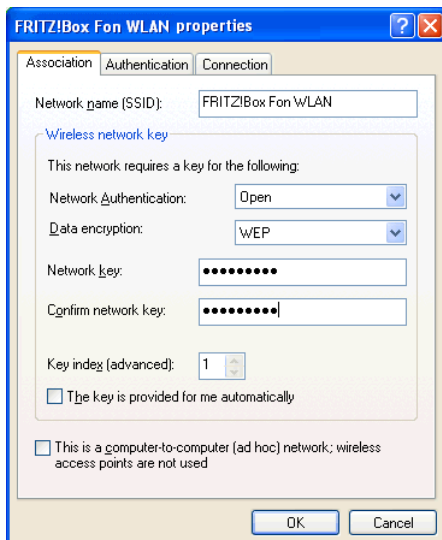 FRITZ!Box Fon WLAN properties
Association Authentication Connection
Network name (SSID): FRITZ!Box Fon WLAN
Wireless network key
This network requires a key for the following:
Network Authentication: Open
Data encryption: WEP
Network key: •••••••••
Confirm network key: •••••••••
Key index (advanced): 1
The key is provided for me automatically
This is a computer-to-computer (ad hoc) network; wireless
access points are not used
OK Cancel